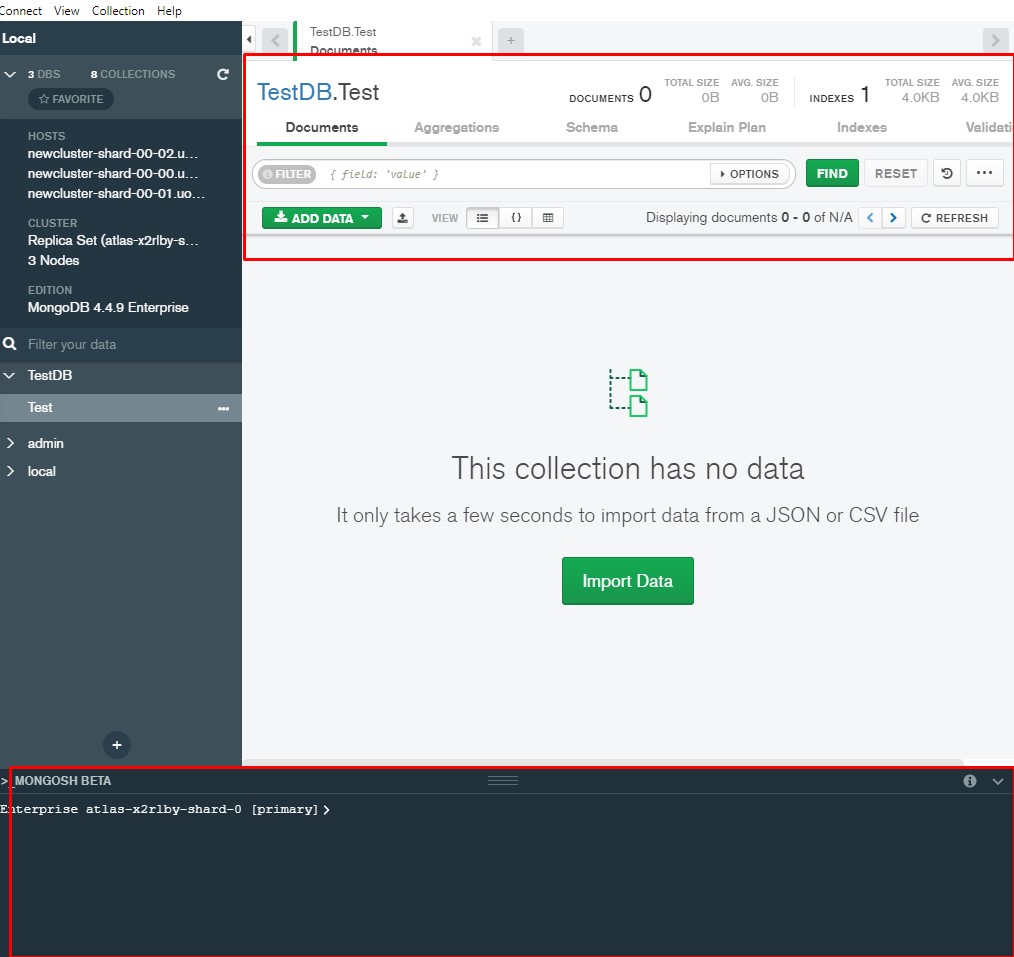 Connect View Collection Help
Local
3 DBS 8 COLLECTIONS
FAVORITE
HOSTS
newcluster-shard-00-02.u...
newcluster-shard-00-00.u...
newcluster-shard-00-01.uo...
CLUSTER
Replica Set (atlas-x2rlby-s...
3 Nodes
EDITION
MongoDB 4.4.9 Enterprise
Filter your data
TestDB
Test
admin
local
TestDB.Test
Documents
TestDB.Test
DOCUMENTS 0
TOTAL SIZE
0B
AVG. SIZE
0B
INDEXES 1
TOTAL SIZE
4.0KB
AVG. SIZE
4.0KB
Documents Aggregations Schema Explain Plan Indexes Validati
FILTER { field: 'value' } OPTIONS FIND RESET
ADD DATA VIEW {} Displaying documents 0 - 0 of N/A REFRESH
This collection has no data
It only takes a few seconds to import data from a JSON or CSV file
Import Data
>_MONGOSH BETA
Enterprise atlas-x2rlby-shard-0 [primary] >